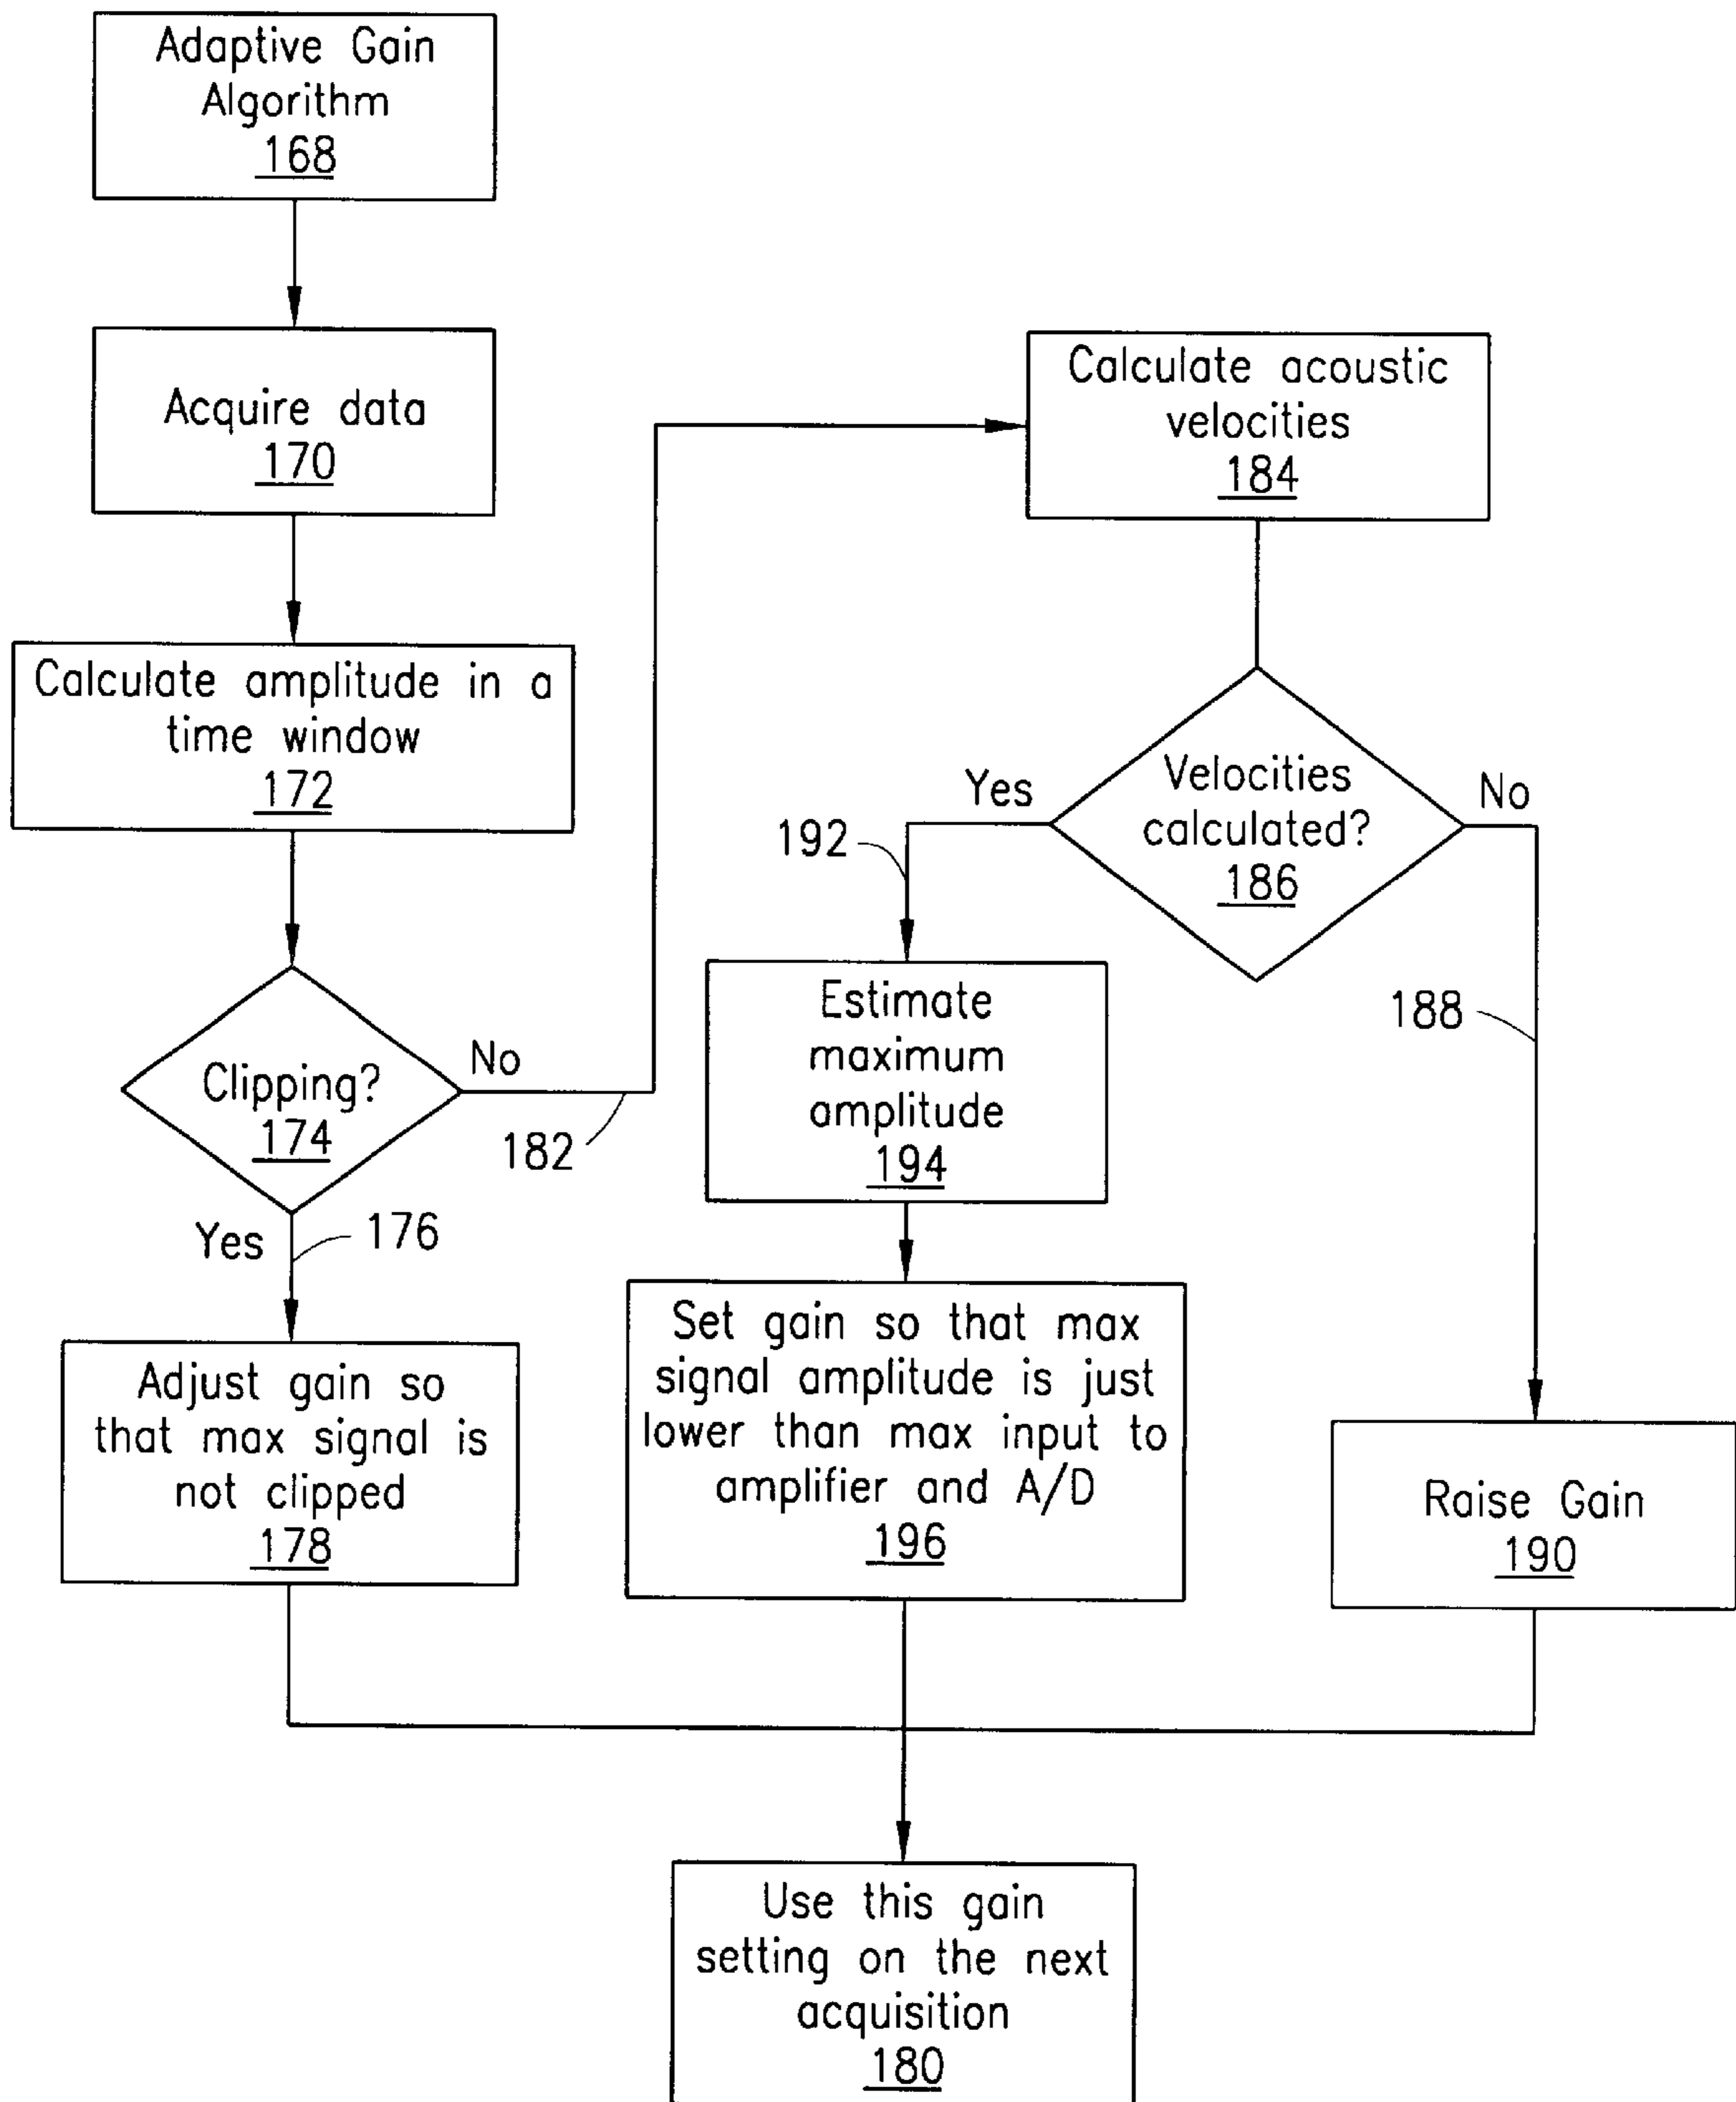 Adaptive Gain
Algorithm
168
Acquire data
170
Calculate amplitude in a
time window
172
Clipping?
174
No
182
Yes
176
Adjust gain so
that max signal is
not clipped
178
Calculate acoustic
velocities
184
Velocities
calculated?
186
Yes
192
No
188
Estimate
maximum
amplitude
194
Set gain so that max
signal amplitude is just
lower than max input to
amplifier and A/D
196
Raise Gain
190
Use this gain
setting on the next
acquisition
180